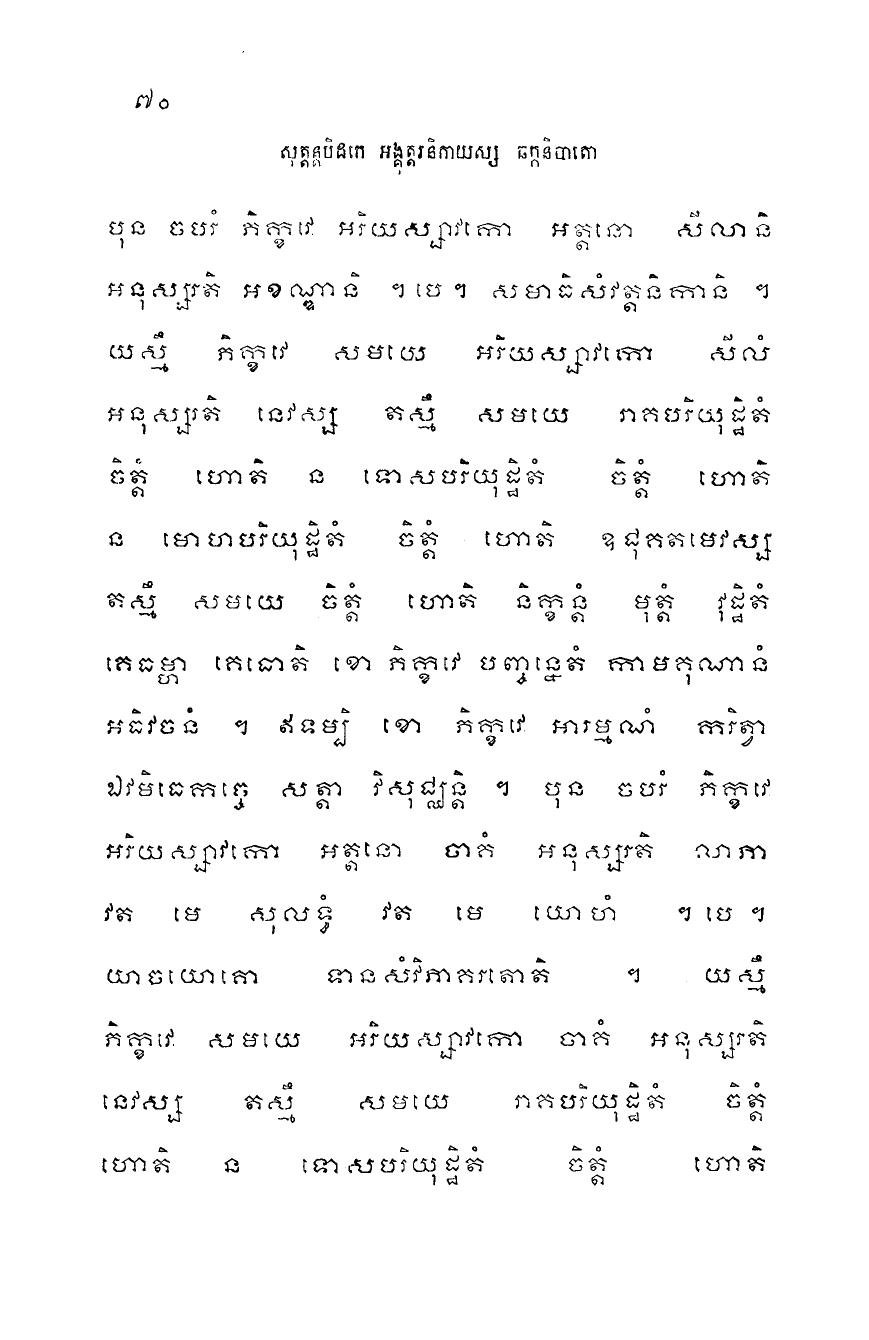 ៧០
សុត្តន្តបិដកេ អង្គុត្តរនិកាយស្ស ឆក្កនិបាតោ
បុន ចបរំ ភិក្ខវេ អរិយស្សាវកោ អត្តនោ សីលានិ
អនុស្សរតិ អខណ្ឌានិ ។បេ។ សមាធិសំវត្តនិកានិ ។
យស្មឹ ភិក្ខវេ សមយេ អរិយស្សាវកោ សីលំ
អនុស្សរតិ នេវស្ស តស្មឹ សមយេ រាគបរិយុដ្ឋិតំ
ចិត្តំ ហោតិ ន ទោសបរិយុដ្ឋិតំ ចិត្តំ ហោតិ
ន មោហបរិយុដ្ឋិតំ ចិត្តំ ហោតិ ឧជុគតមេវស្ស
តស្មឹ សមយេ ចិត្តំ ហោតិ និក្ខន្តំ មុត្តំ វុដ្ឋិតំ
គេធម្ហា គេធោតិ ខោ ភិក្ខវេ បញ្ចន្នេតំ កាមគុណានំ
អធិវចនំ ។ ឥទម្បិ ខោ ភិក្ខវេ អារម្មណំ ករិត្វា
ឯវមិធេកច្ចេ សត្តា វិសុជ្ឈន្តិ ។ បុន ចបរំ ភិក្ខវេ
អរិយស្សាវកោ អត្តនោ ចាគំ អនុស្សរតិ លាភា
វត មេ សុលទ្ធំ វត មេ យោហំ ។បេ។
យាចយោគោ ទានសំវិភាគរតោតិ ។ យស្មឹ
ភិក្ខវេ សមយេ អរិយស្សាវកោ ចាគំ អនុស្សរតិ
នេវស្ស តស្មឹ សមយេ រាគបរិយុដ្ឋិតំ ចិត្តំ
ហោតិ ន ទោសបរិយុដ្ឋិតំ ចិត្តំ ហោតិ